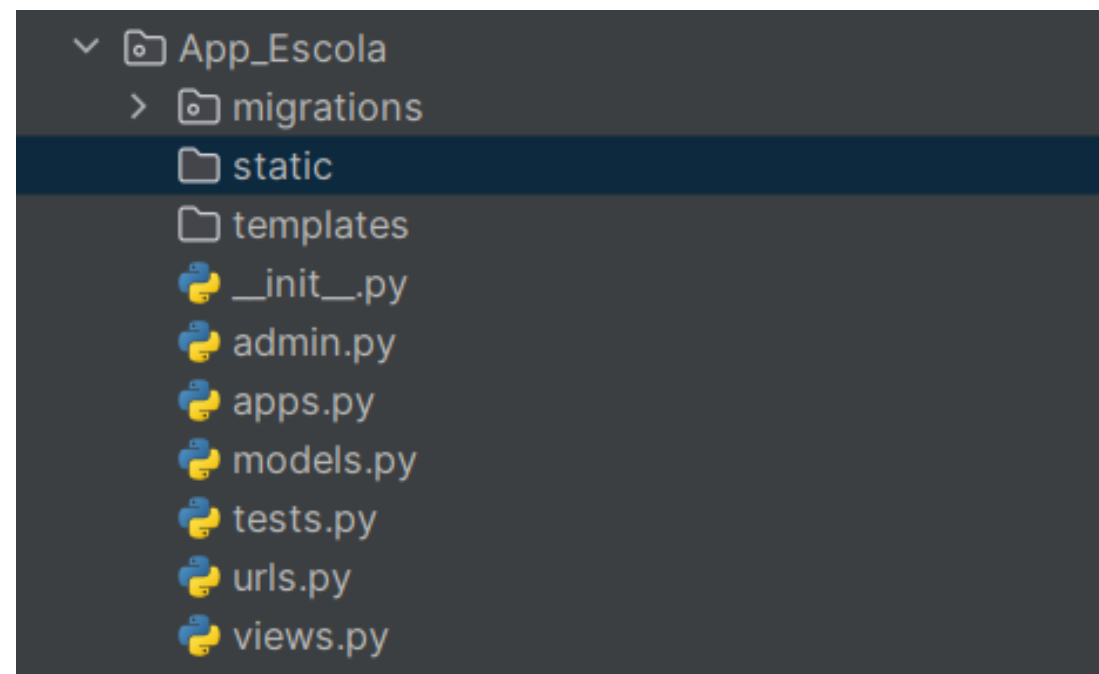 App_Escola
migrations
static
templates
__init__.py
admin.py
apps.py
models.py
tests.py
urls.py
views.py